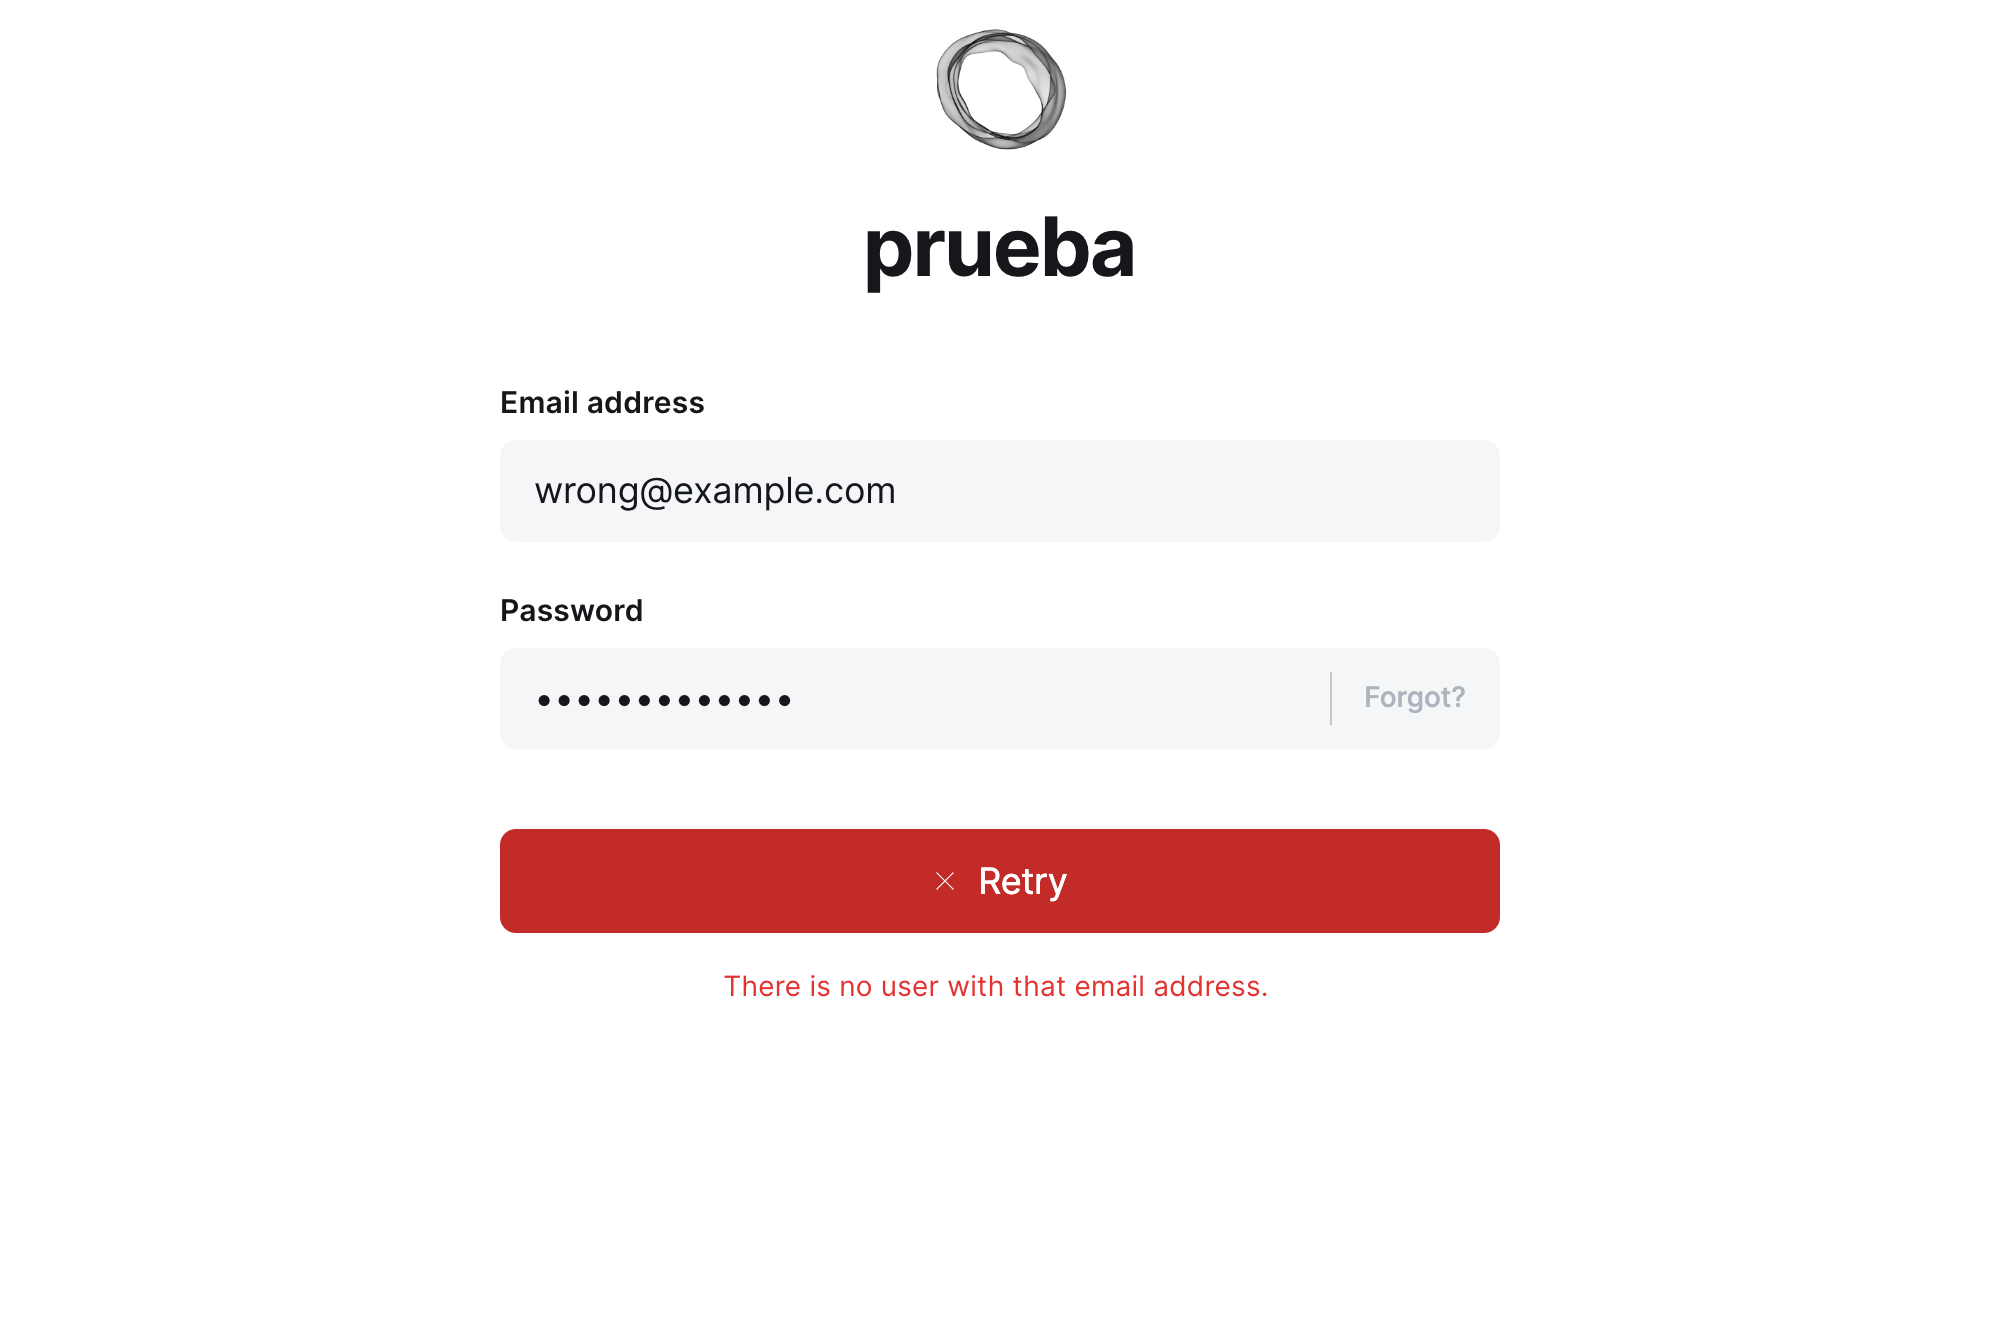 prueba
Email address
wrong@example.com
Password
•••••••••••••
Forgot?
Retry
There is no user with that email address.